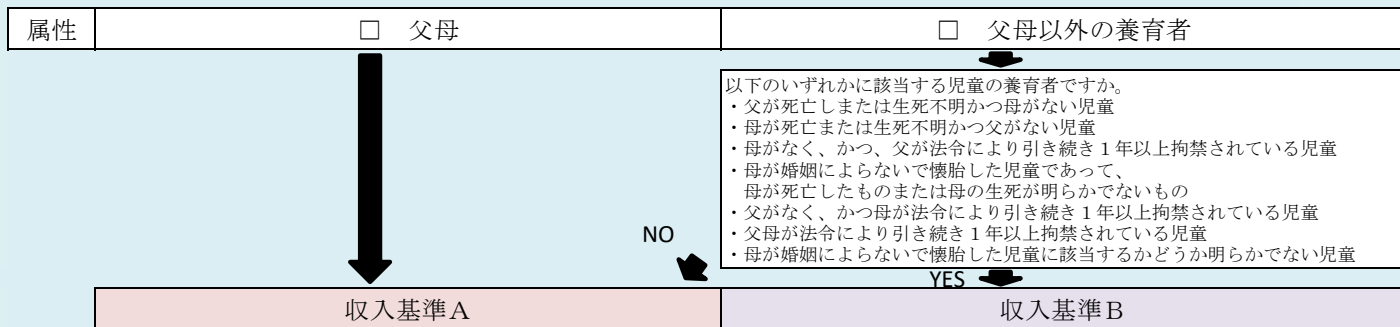 属性
□ 父母
□ 父母以外の養育者
以下のいずれかに該当する児童の養育者ですか。
・父が死亡しまたは生死不明かつ母がない児童
・母が死亡または生死不明かつ父がない児童
・母がなく、かつ、父が法令により引き続き１年以上拘禁されている児童
・母が婚姻によらないで懐胎した児童であって、
母が死亡したものまたは母の生死が明らかでないもの
・父がなく、かつ母が法令により引き続き１年以上拘禁されている児童
・父母が法令により引き続き１年以上拘禁されている児童
・母が婚姻によらないで懐胎した児童に該当するかどうか明らかでない児童
NO
YES
収入基準Ａ
収入基準Ｂ